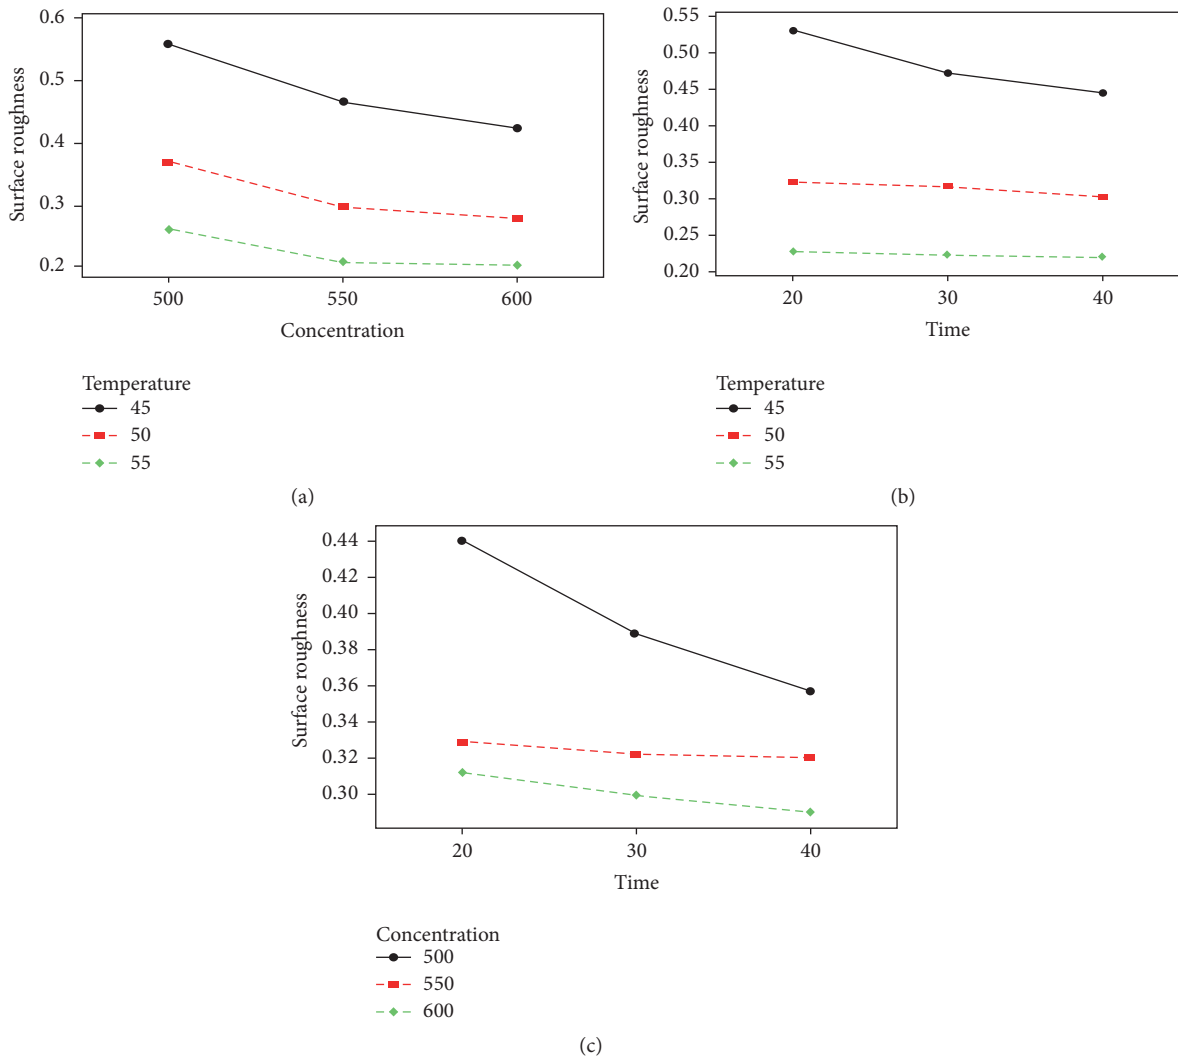 0.6
0.5
0.4
0.3
0.2
Surface roughness
500 550 600
Concentration
Temperature
45
50
55
(a)
0.55
0.50
0.45
0.40
0.35
0.30
0.25
0.20
Surface roughness
20 30 40
Time
Temperature
45
50
55
(b)
0.44
0.42
0.40
0.38
0.36
0.34
0.32
0.30
Surface roughness
20 30 40
Time
Concentration
500
550
600
(c)